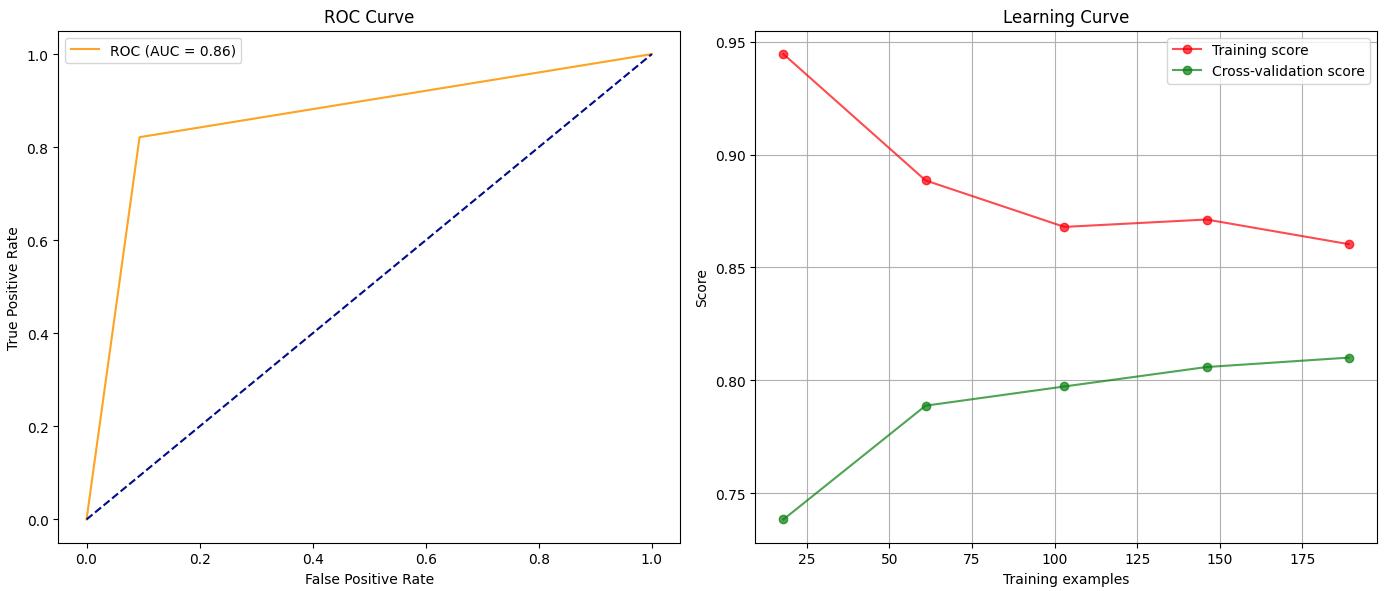 ROC Curve
ROC (AUC = 0.86)
1.0
0.8
0.6
0.4
0.2
0.0
True Positive Rate
0.0 0.2 0.4 0.6 0.8 1.0
False Positive Rate
Learning Curve
Training score
Cross-validation score
0.95
0.90
0.85
0.80
0.75
Score
25 50 75 100 125 150 175
Training examples